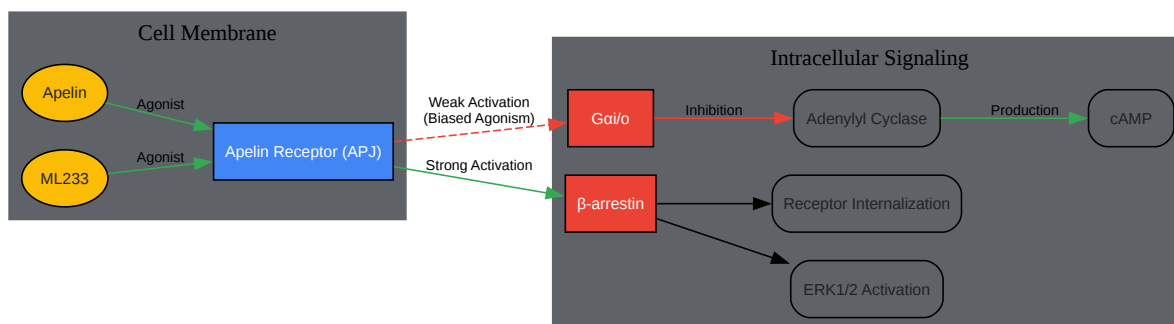 Cell Membrane
Apelin
Agonist
ML233
Agonist
Apelin Receptor (APJ)
Weak Activation
(Biased Agonism)
Strong Activation
Intracellular Signaling
Gαi/o
Inhibition
Adenylyl Cyclase
Production
cAMP
β-arrestin
Receptor Internalization
ERK1/2 Activation